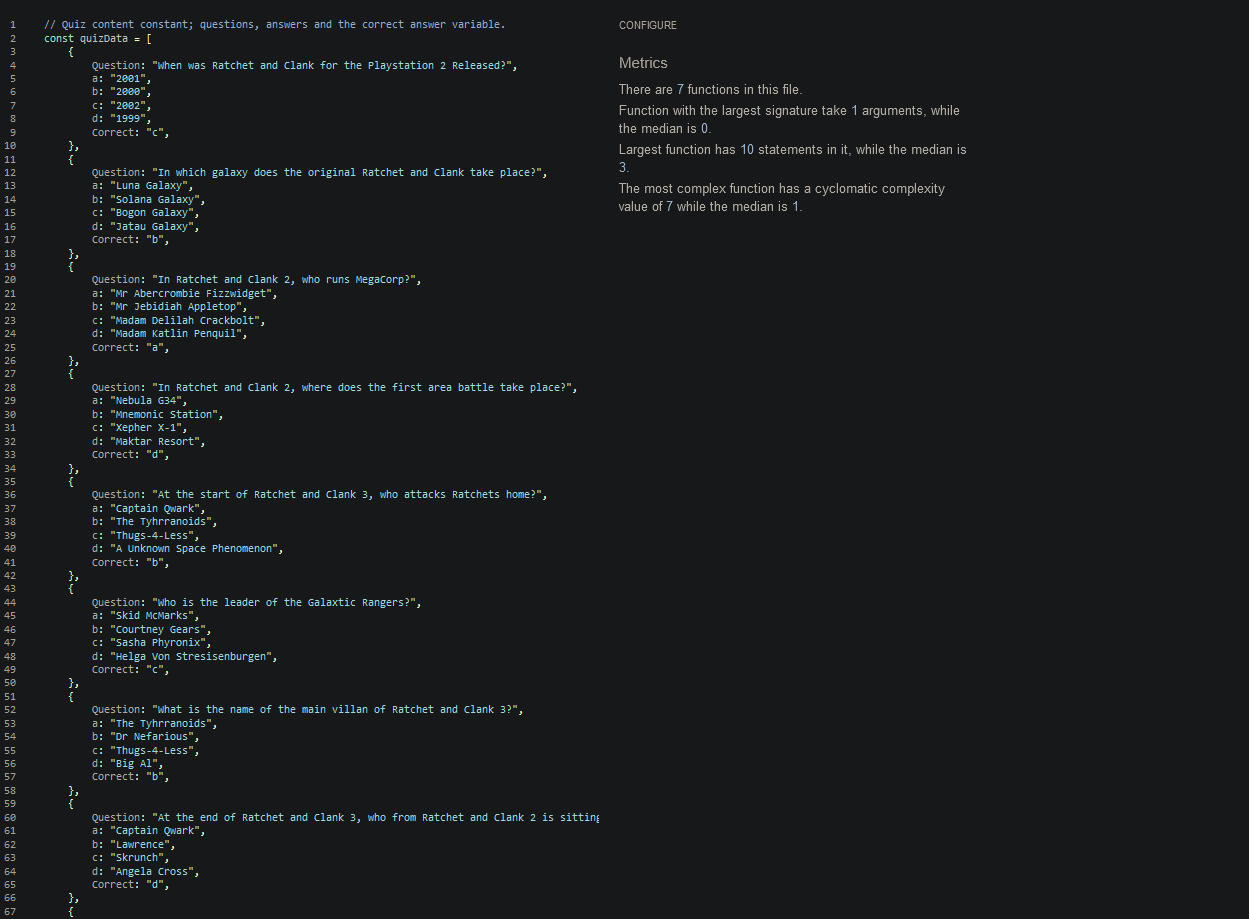 1 // Quiz content constant; questions, answers and the correct answer variable.
2 const quizData = [
3 {
4 Question: "When was Ratchet and Clank for the Playstation 2 Released?",
5 a: "2001",
6 b: "2000",
7 c: "2002",
8 d: "1999",
9 Correct: "c",
10 },
11 {
12 Question: "In which galaxy does the original Ratchet and Clank take place?",
13 a: "Luna Galaxy",
14 b: "Solana Galaxy",
15 c: "Bogon Galaxy",
16 d: "Jatau Galaxy",
17 Correct: "b",
18 },
19 {
20 Question: "In Ratchet and Clank 2, who runs MegaCorp?",
21 a: "Mr Abercrombie Fizzwidget",
22 b: "Mr Jebidiah Appletop",
23 c: "Madam Delilah Crackbolt",
24 d: "Madam Katlin Penquil",
25 Correct: "a",
26 },
27 {
28 Question: "In Ratchet and Clank 2, where does the first area battle take place?",
29 a: "Nebula G34",
30 b: "Mnemonic Station",
31 c: "Xepher X-1",
32 d: "Maktar Resort",
33 Correct: "d",
34 },
35 {
36 Question: "At the start of Ratchet and Clank 3, who attacks Ratchets home?",
37 a: "Captain Qwark",
38 b: "The Tyhrranoids",
39 c: "Thugs-4-Less",
40 d: "A Unknown Space Phenomenon",
41 Correct: "b",
42 },
43 {
44 Question: "Who is the leader of the Galaxtic Rangers?",
45 a: "Skid McMarks",
46 b: "Courtney Gears",
47 c: "Sasha Phyronix",
48 d: "Helga Von Stresisenburgen",
49 Correct: "c",
50 },
51 {
52 Question: "What is the name of the main villan of Ratchet and Clank 3?",
53 a: "The Tyhrranoids",
54 b: "Dr Nefarious",
55 c: "Thugs-4-Less",
56 d: "Big Al",
57 Correct: "b",
58 },
59 {
60 Question: "At the end of Ratchet and Clank 3, who from Ratchet and Clank 2 is sitting
61 a: "Captain Qwark",
62 b: "Lawrence",
63 c: "Skrunch",
64 d: "Angela Cross",
65 Correct: "d",
66 },
67 {
CONFIGURE
Metrics
There are 7 functions in this file.
Function with the largest signature take 1 arguments, while
the median is 0.
Largest function has 10 statements in it, while the median is
3.
The most complex function has a cyclomatic complexity
value of 7 while the median is 1.